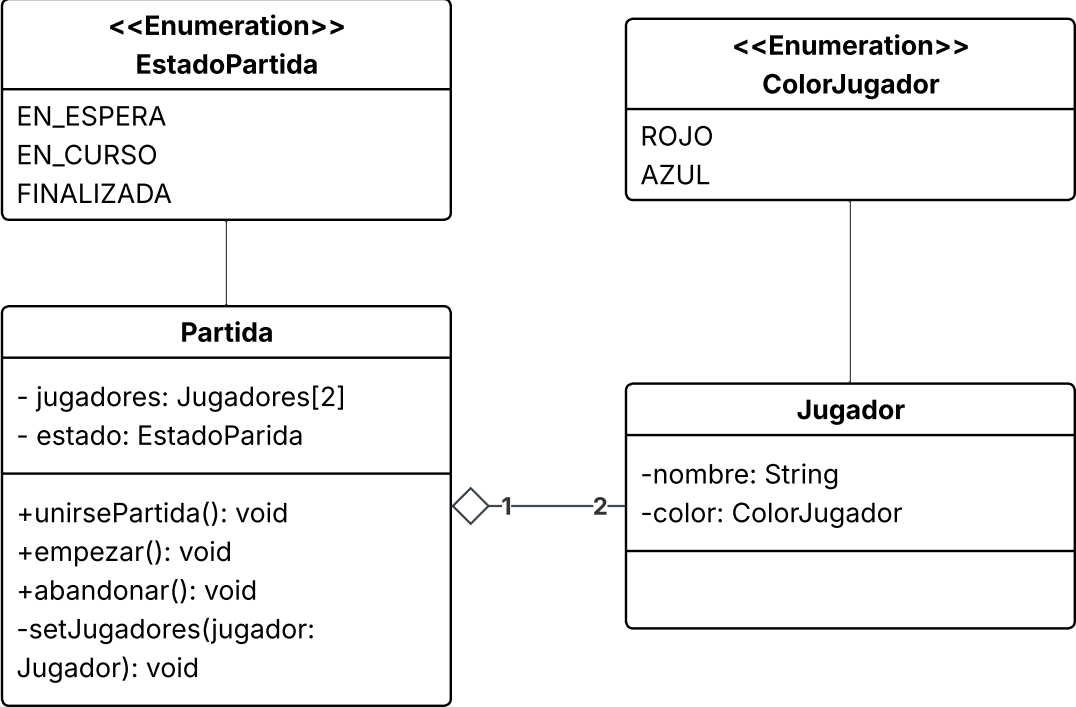 <<Enumeration>>
EstadoPartida
EN_ESPERA
EN_CURSO
FINALIZADA
<<Enumeration>>
ColorJugador
ROJO
AZUL
Partida
- jugadores: Jugadores[2]
- estado: EstadoParida
+unirsePartida(): void
+empezar(): void
+abandonar(): void
-setJugadores(jugador:
Jugador): void
1
2
Jugador
-nombre: String
-color: ColorJugador